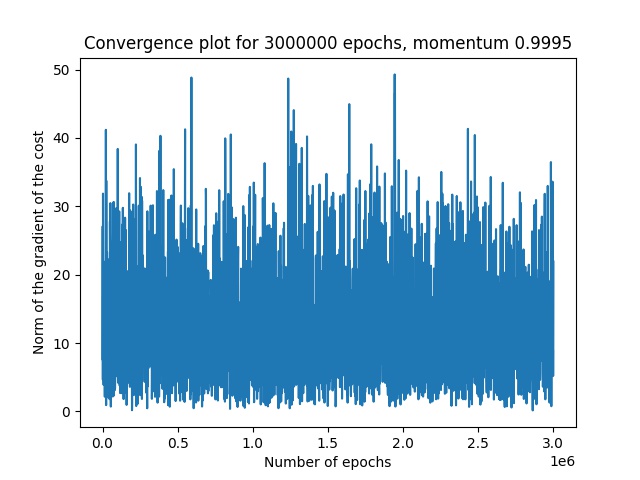 Convergence plot for 3000000 epochs, momentum 0.9995
Norm of the gradient of the cost
50
40
30
20
10
0
0.0 0.5 1.0 1.5 2.0 2.5 3.0
1e6
Number of epochs